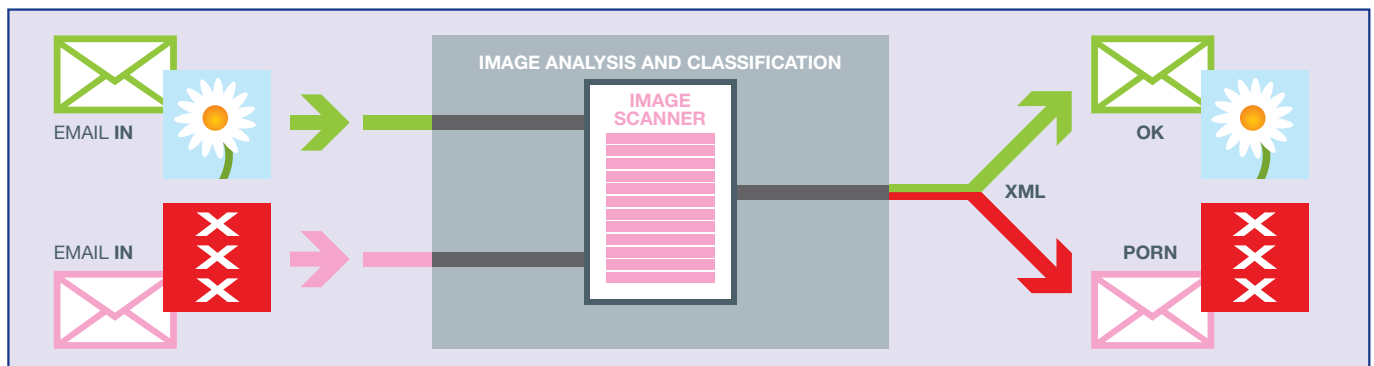 IMAGE ANALYSIS AND CLASSIFICATION
EMAIL IN
IMAGE
SCANNER
OK
XML
EMAIL IN
X
X
X
PORN
X
X
X